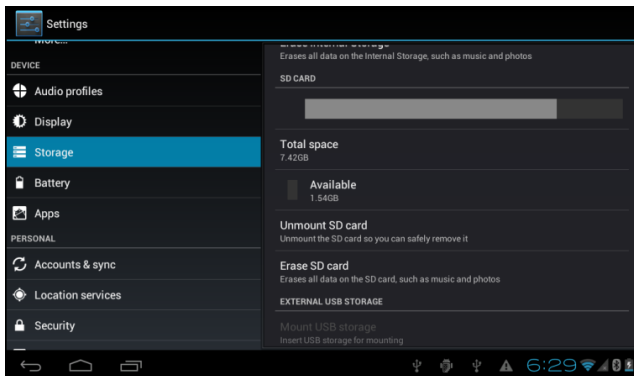 Settings
More...
DEVICE
Audio profiles
Display
Storage
Battery
Apps
PERSONAL
Accounts & sync
Location services
Security
Erase Internal Storage
Erases all data on the Internal Storage, such as music and photos
SD CARD
Total space
7.42GB
Available
1.54GB
Unmount SD card
Unmount the SD card so you can safely remove it
Erase SD card
Erases all data on the SD card, such as music and photos
EXTERNAL USB STORAGE
Mount USB storage
Insert USB storage for mounting
6:29